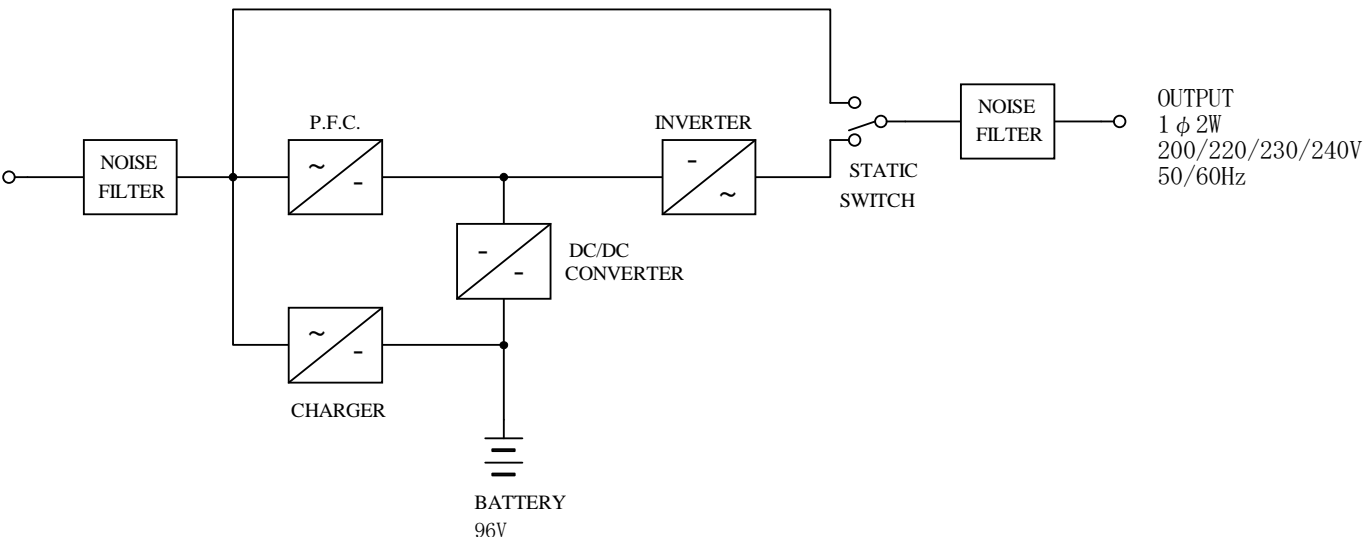 NOISE
FILTER
P.F.C.
~
-
INVERTER
-
~
STATIC
SWITCH
NOISE
FILTER
OUTPUT
1φ2W
200/220/230/240V
50/60Hz
-
-
DC/DC
CONVERTER
~
-
CHARGER
BATTERY
96V